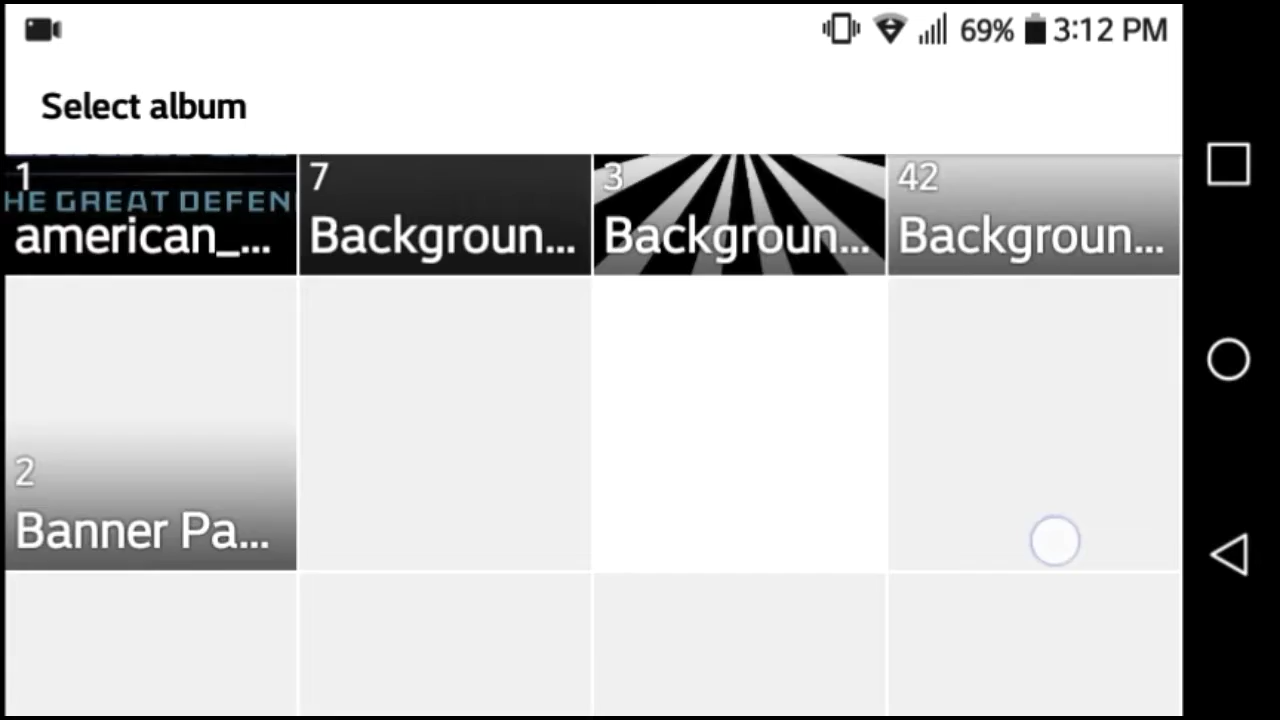 69% 3:12 PM
Select album
1
HE GREAT DEFEN
american_...
7
Backgroun...
3
Backgroun...
42
Backgroun...
2
Banner Pa...